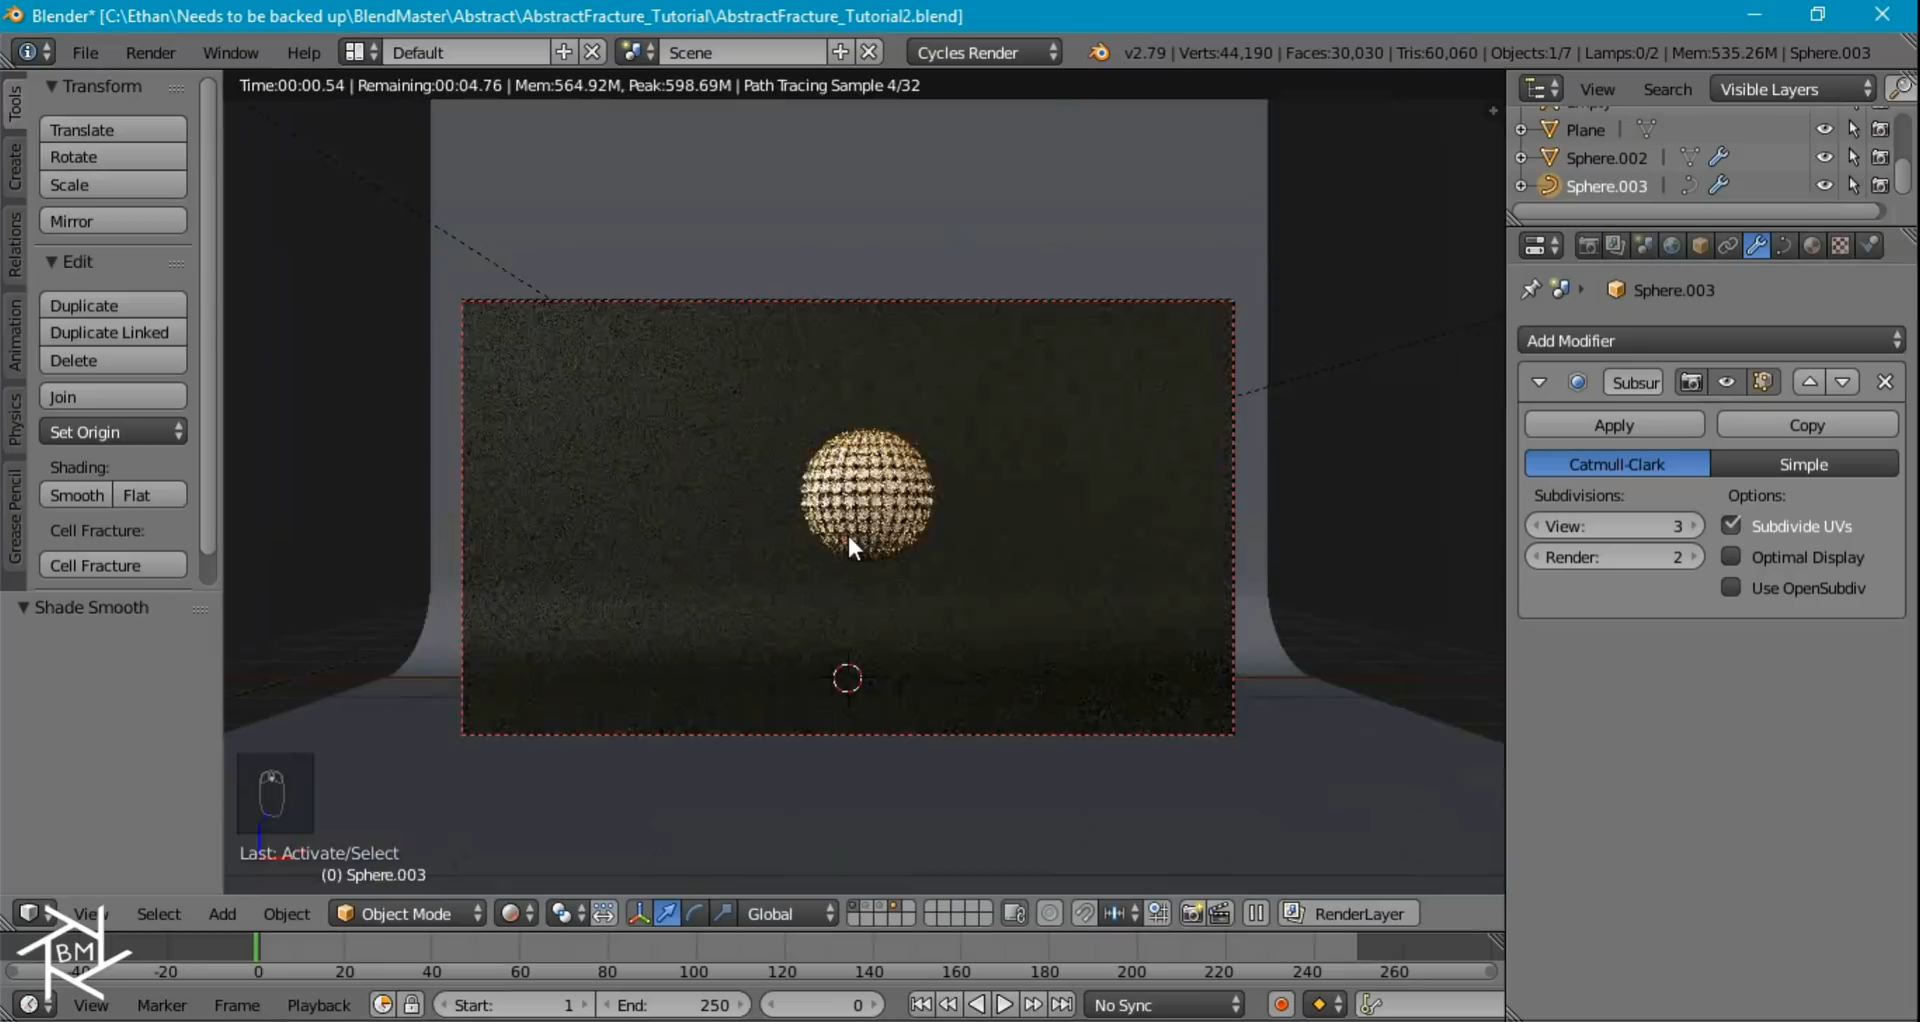 Blender* [C:\Ethan\Needs to be backed up\BlendMaster\Abstract\AbstractFracture_Tutorial\AbstractFracture_Tutorial2.blend]
File Render Window Help Default Scene Cycles Render v2.79 | Verts:44,190 | Faces:30,030 | Tris:60,060 | Objects:1/7 | Lamps:0/2 | Mem:535.26M | Sphere.003
Time:00:00.54 | Remaining:00:04.76 | Mem:564.92M, Peak:598.69M | Path Tracing Sample 4/32
Tools
Create
Relations
Animation
Physics
Grease Pencil
Transform
Translate
Rotate
Scale
Mirror
Edit
Duplicate
Duplicate Linked
Delete
Join
Set Origin
Shading:
Smooth Flat
Cell Fracture:
Cell Fracture
Shade Smooth
View Search Visible Layers
Plane
Sphere.002
Sphere.003
Sphere.003
Add Modifier
Subsur
Apply Copy
Catmull-Clark Simple
Subdivisions: Options:
View: 3 Subdivide UVs
Render: 2 Optimal Display
Use OpenSubdiv
Last: Activate/Select
(0) Sphere.003
View Select Add Object Object Mode Global RenderLayer
BM
-40 -20 0 20 40 60 80 100 120 140 160 180 200 220 240 260
View Marker Frame Playback Start: 1 End: 250 0 No Sync